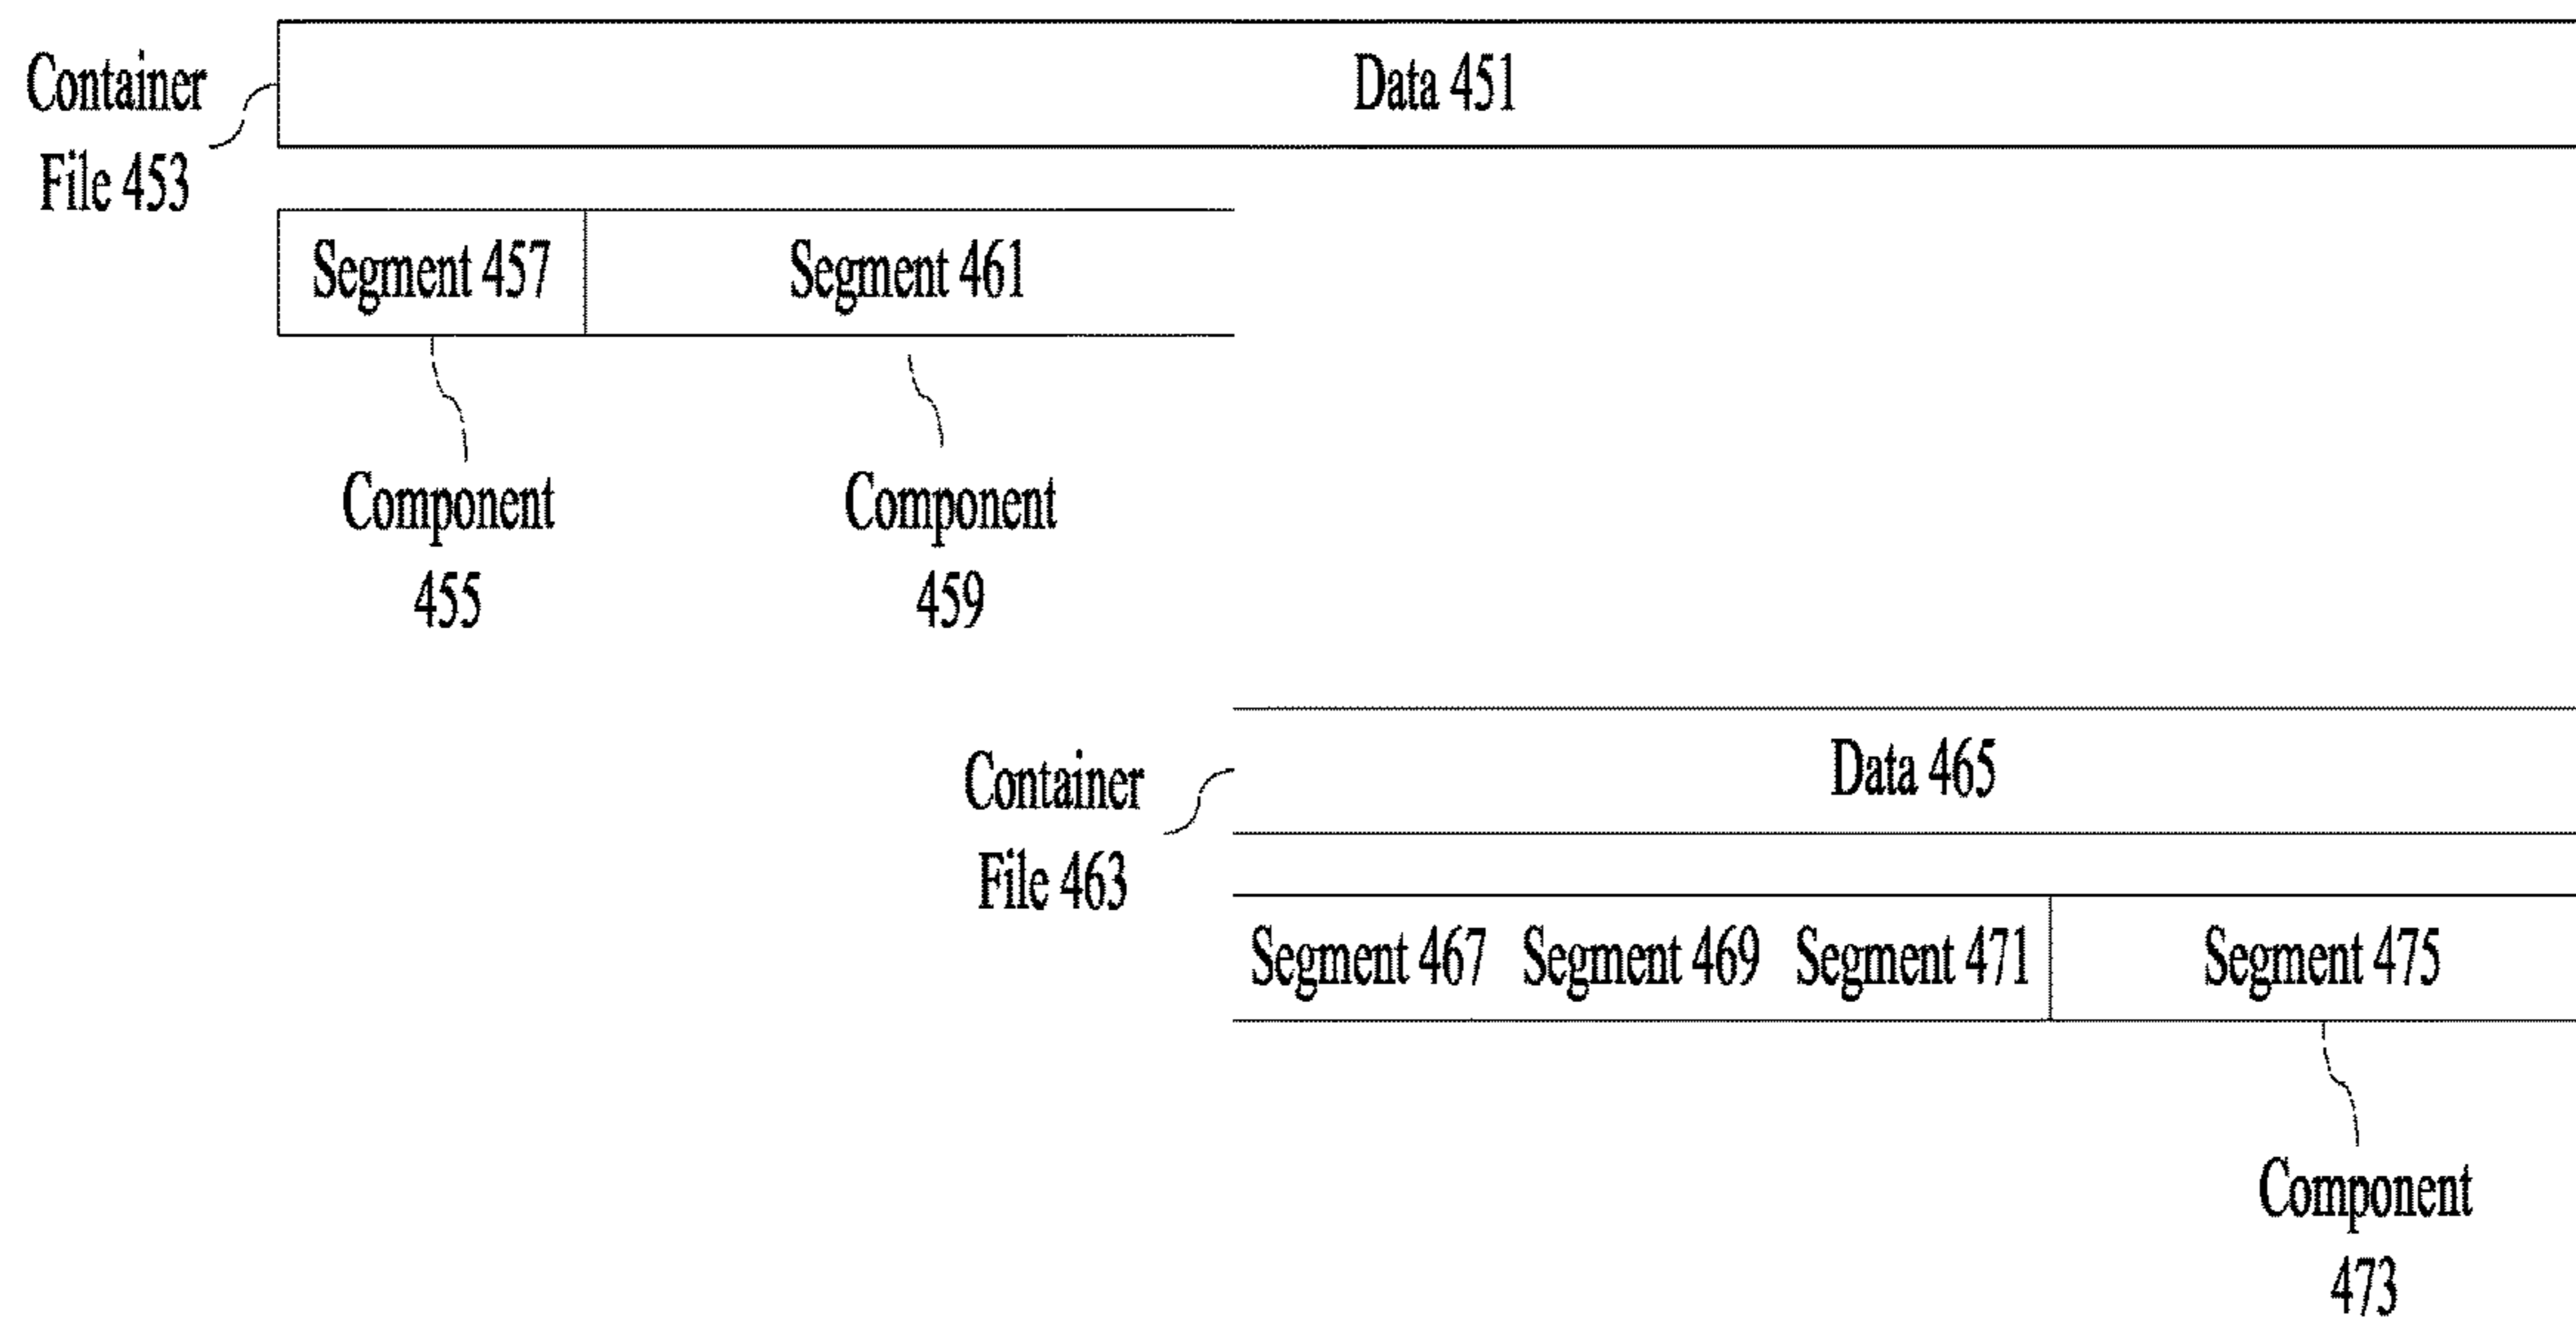 Data 451
Container
File 453
Segment 457
Segment 461
Component
455
Component
459
Container
File 463
Data 465
Segment 467
Segment 469
Segment 471
Segment 475
Component
473